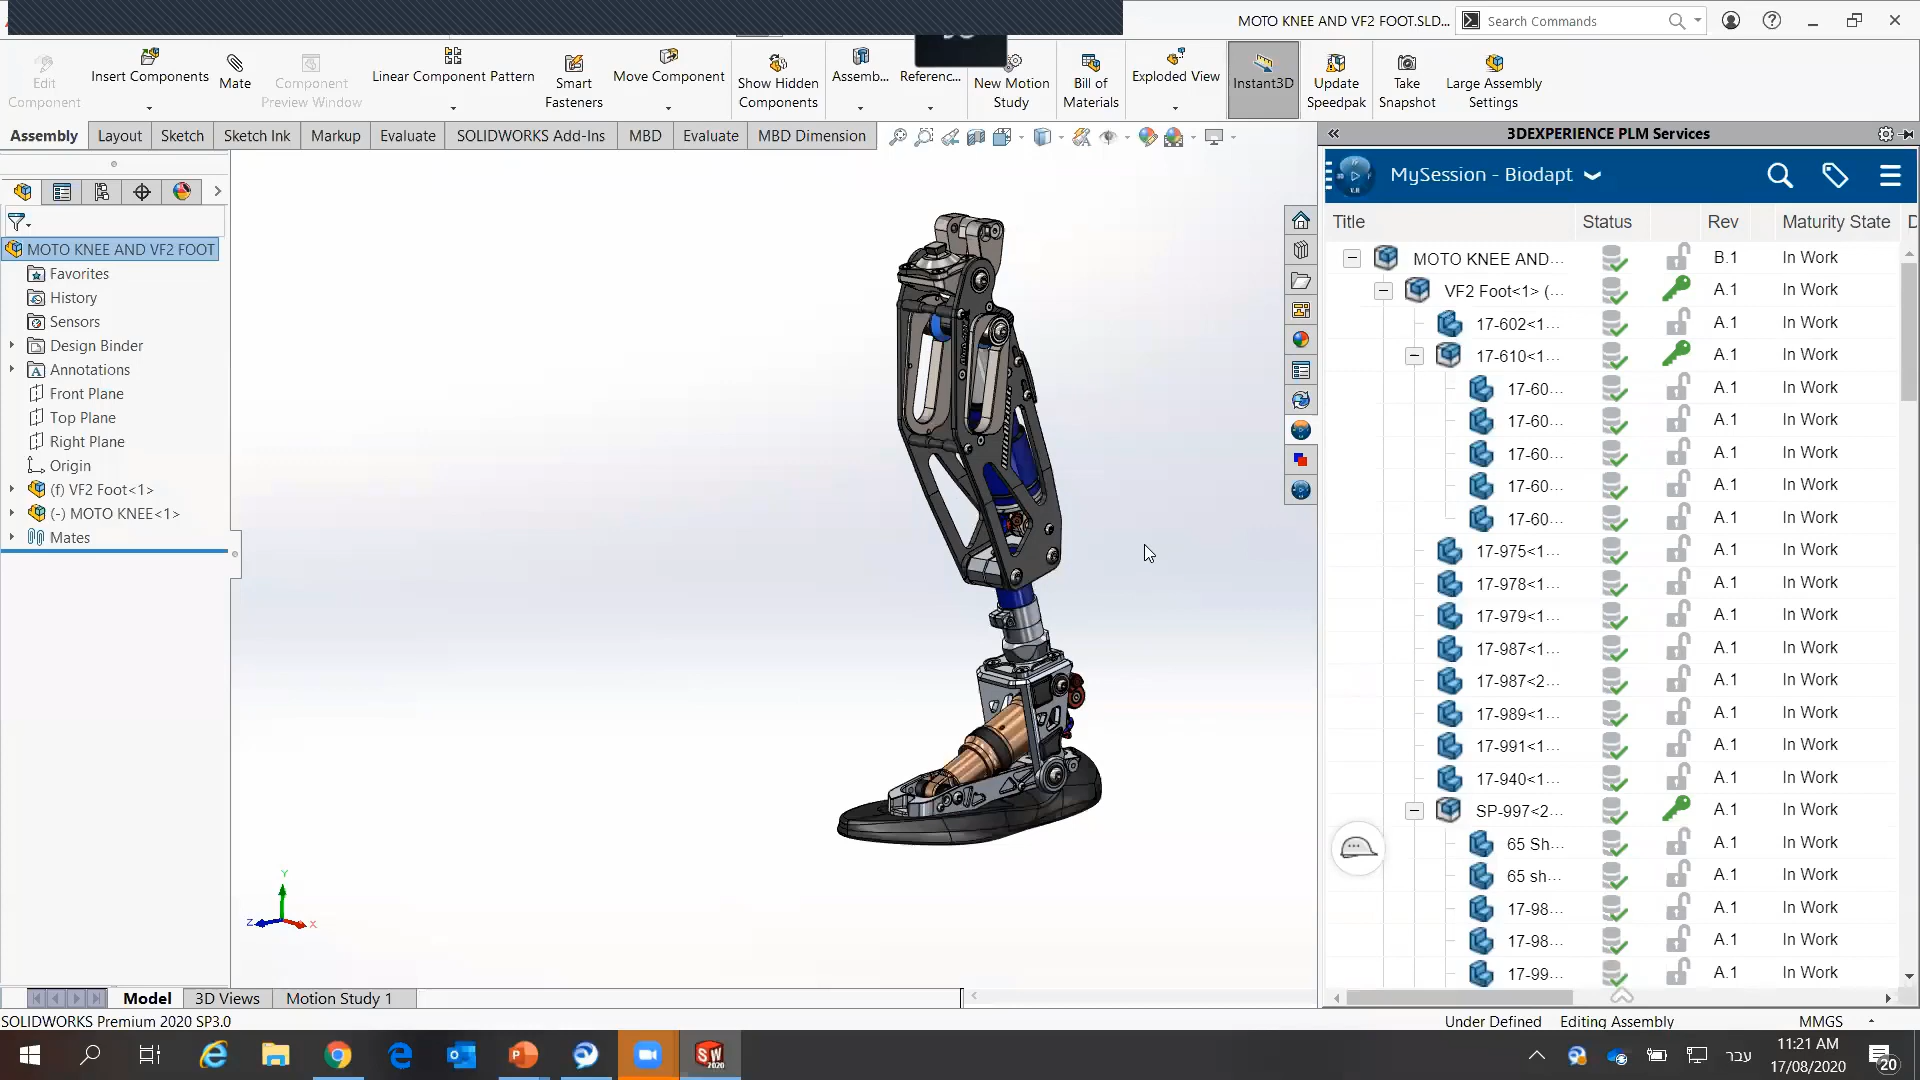 MOTO KNEE AND VF2 FOOT.SLD...
Search Commands
Edit Component
Insert Components
Mate
Component Preview Window
Linear Component Pattern
Smart Fasteners
Move Component
Show Hidden Components
Assemb...
Referenc...
New Motion Study
Bill of Materials
Exploded View
Instant3D
Update Speedpak
Take Snapshot
Large Assembly Settings
Assembly Layout Sketch Sketch Ink Markup Evaluate SOLIDWORKS Add-Ins MBD Evaluate MBD Dimension
MOTO KNEE AND VF2 FOOT
Favorites
History
Sensors
Design Binder
Annotations
Front Plane
Top Plane
Right Plane
Origin
(f) VF2 Foot<1>
(-) MOTO KNEE<1>
Mates
Y
Z
X
3DEXPERIENCE PLM Services
MySession - Biodapt
Title Status Rev Maturity State D
MOTO KNEE AND... B.1 In Work
VF2 Foot<1> (... A.1 In Work
17-602<1... A.1 In Work
17-610<1... A.1 In Work
17-60... A.1 In Work
17-60... A.1 In Work
17-60... A.1 In Work
17-60... A.1 In Work
17-60... A.1 In Work
17-975<1... A.1 In Work
17-978<1... A.1 In Work
17-979<1... A.1 In Work
17-987<1... A.1 In Work
17-987<2... A.1 In Work
17-989<1... A.1 In Work
17-991<1... A.1 In Work
17-940<1... A.1 In Work
SP-997<2... A.1 In Work
65 Sh... A.1 In Work
65 sh... A.1 In Work
17-98... A.1 In Work
17-98... A.1 In Work
17-99... A.1 In Work
Model 3D Views Motion Study 1
SOLIDWORKS Premium 2020 SP3.0
Under Defined Editing Assembly MMGS
SW 2020
עבר
11:21 AM
17/08/2020
20